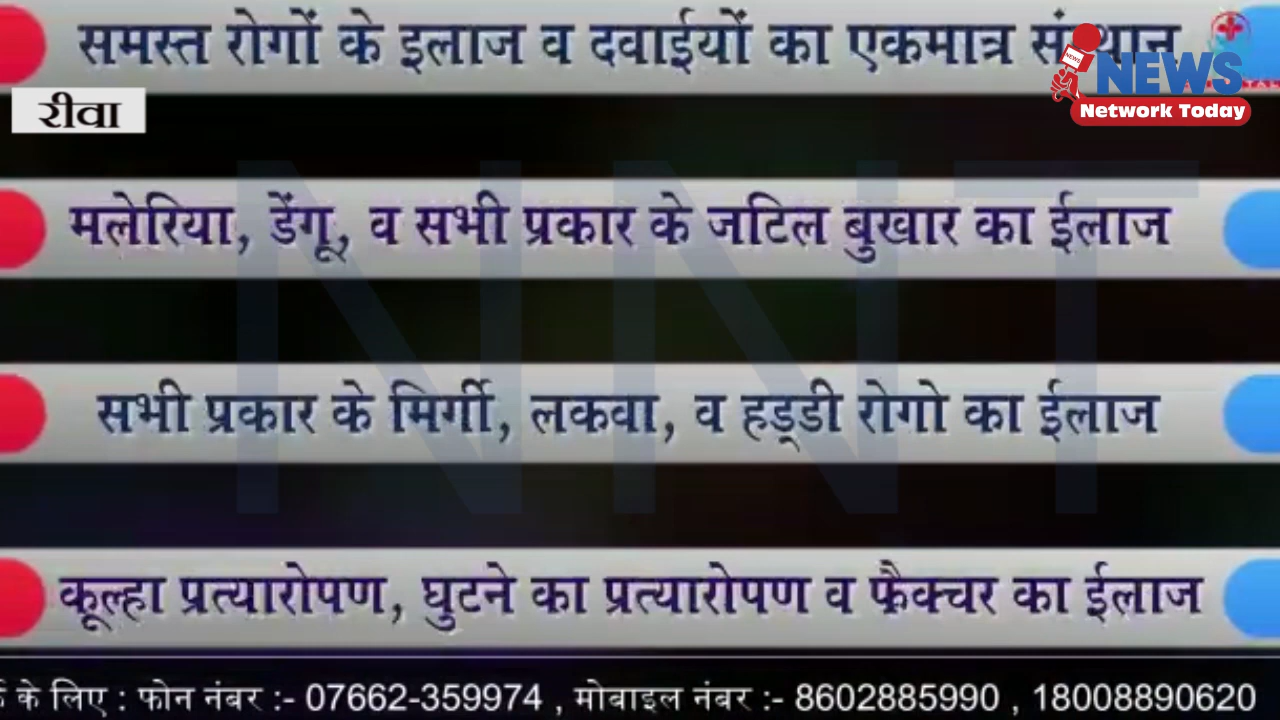 समस्त रोगों के इलाज व दवाईयों का एकमात्र
NEWS
Network Today
रीवा
मलेरिया, डेंगू, व सभी प्रकार के जटिल बुखार का ईलाज
NNT
सभी प्रकार के मिर्गी, लकवा, व हड्डी रोगो का ईलाज
कूल्हा प्रत्यारोपण, घुटने का प्रत्यारोपण व फ्रैक्चर का ईलाज
के लिए : फोन नंबर :- 07662-359974 , मोबाइल नंबर :- 8602885990 , 18008890620